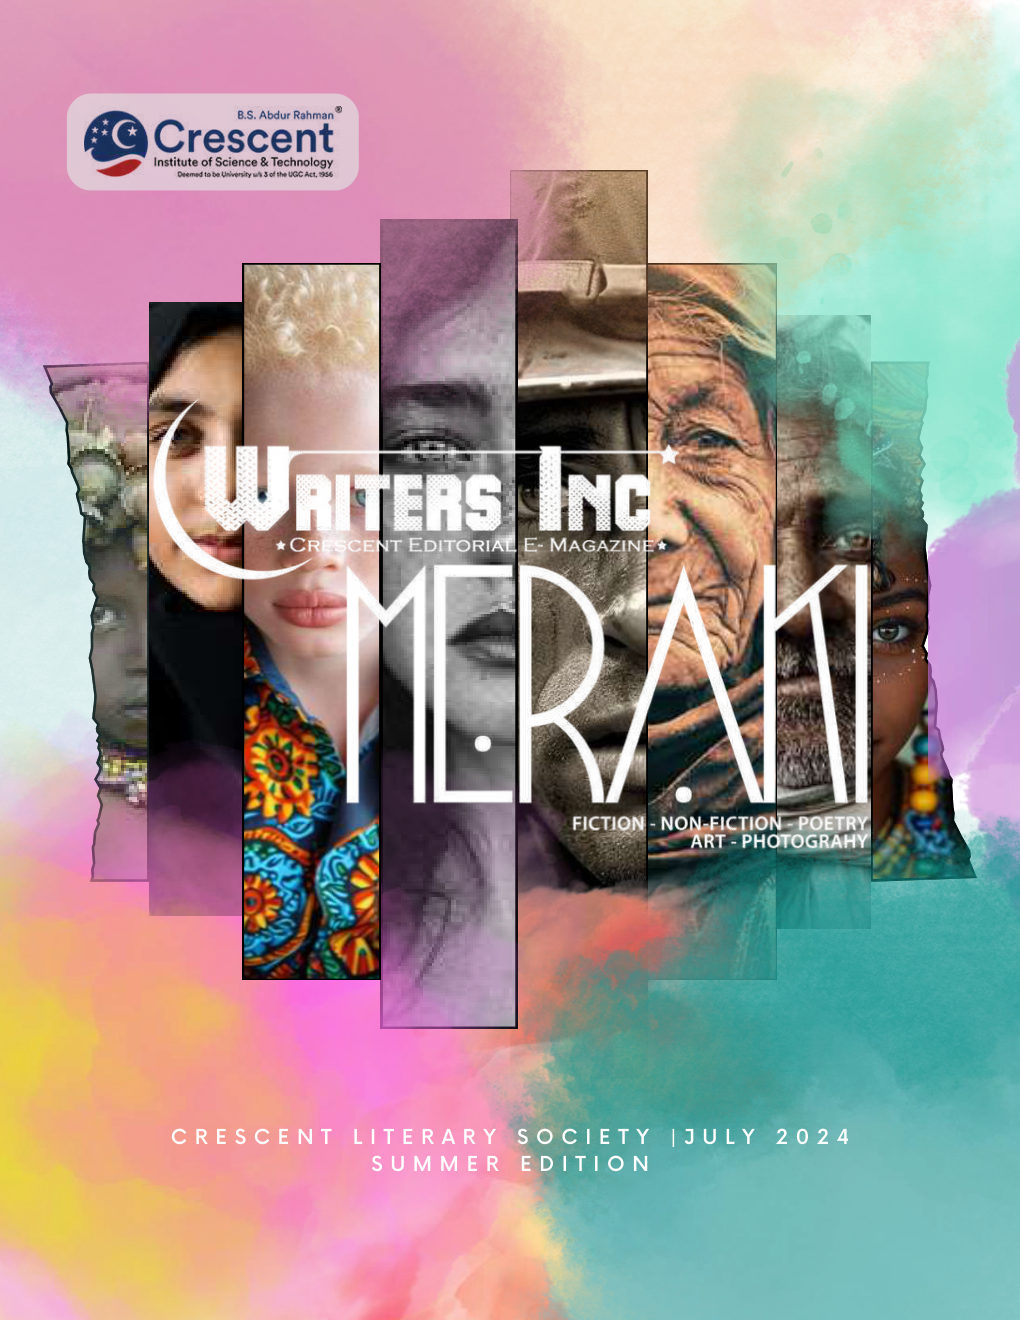 B.S. Abdur Rahman ®
Crescent
Institute of Science & Technology
Deemed to be University u/s 3 of the UGC Act, 1956
WRITERS INC
CRESCENT EDITORIAL E- MAGAZINE
MERAKI
FICTION - NON-FICTION - POETRY
ART - PHOTOGRAHY
CRESCENT LITERARY SOCIETY |JULY 2024
SUMMER EDITION